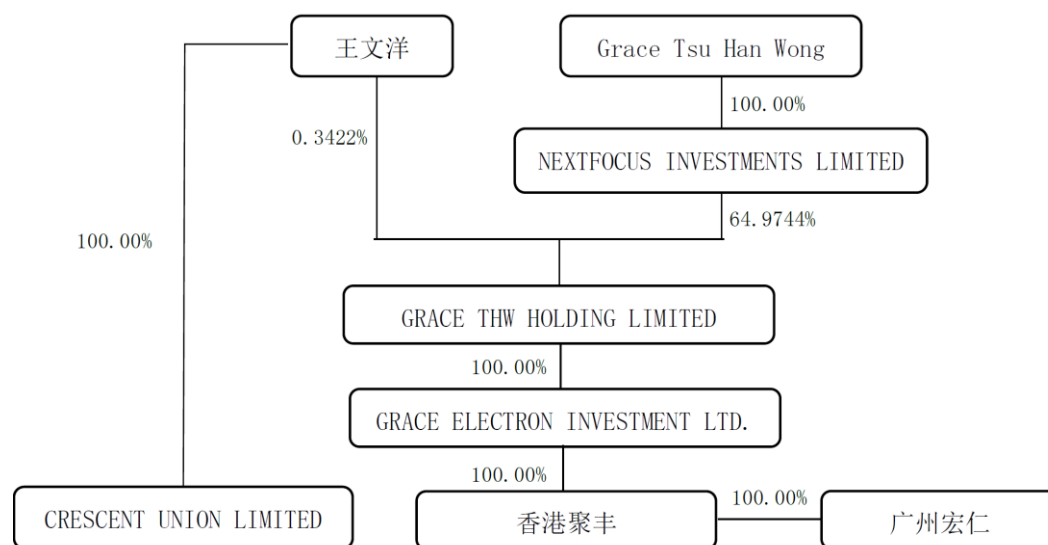 王文洋
Grace Tsu Han Wong
100.00%
0.3422%
NEXTFOCUS INVESTMENTS LIMITED
64.9744%
100.00%
GRACE THW HOLDING LIMITED
100.00%
GRACE ELECTRON INVESTMENT LTD.
100.00%
CRESCENT UNION LIMITED
香港聚丰
100.00%
广州宏仁